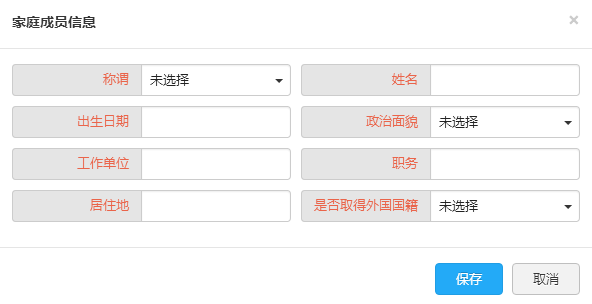 家庭成员信息 ×
称谓 未选择 姓名
出生日期 政治面貌 未选择
工作单位 职务
居住地 是否取得外国国籍 未选择
保存 取消